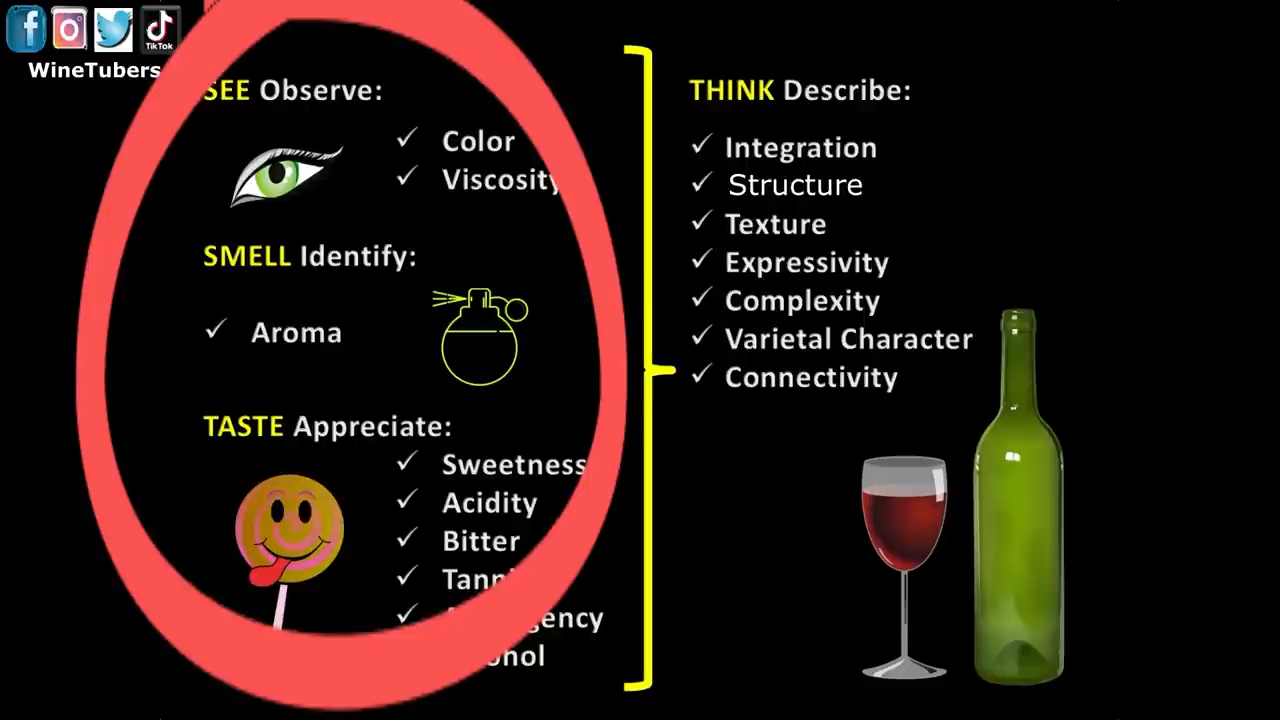 TikTok
WineTubers
SEE Observe:
Color
Viscosity
SMELL Identify:
Aroma
TASTE Appreciate:
Sweetness
Acidity
Bitter
THINK Describe:
Integration
Structure
Texture
Expressivity
Complexity
Varietal Character
Connectivity